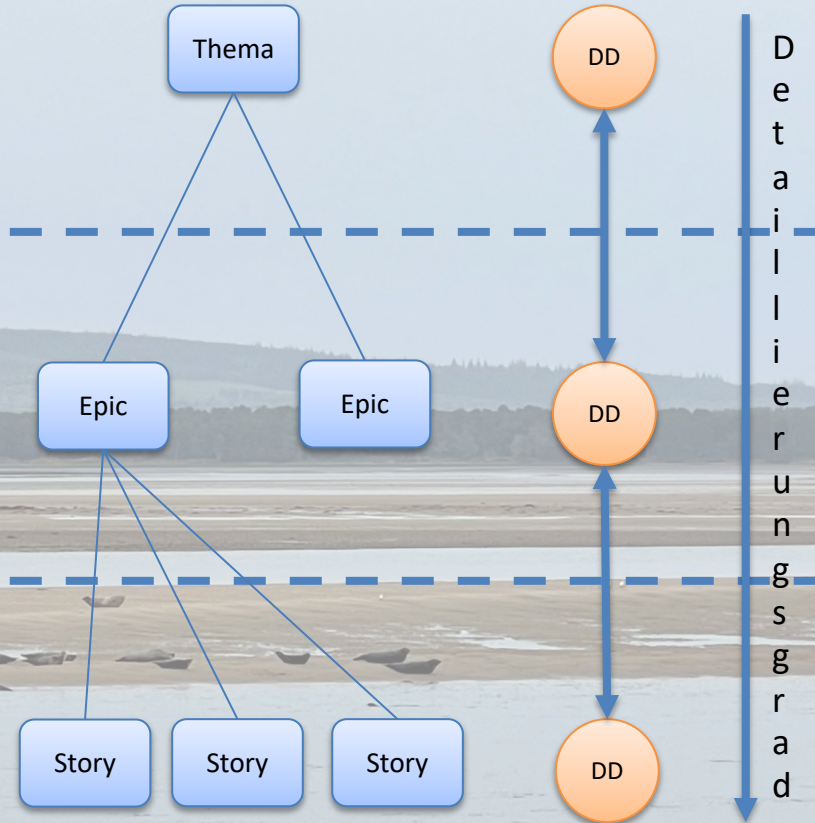 Thema
DD
Epic
Epic
DD
Story
Story
Story
DD
Detaillierungsgrad